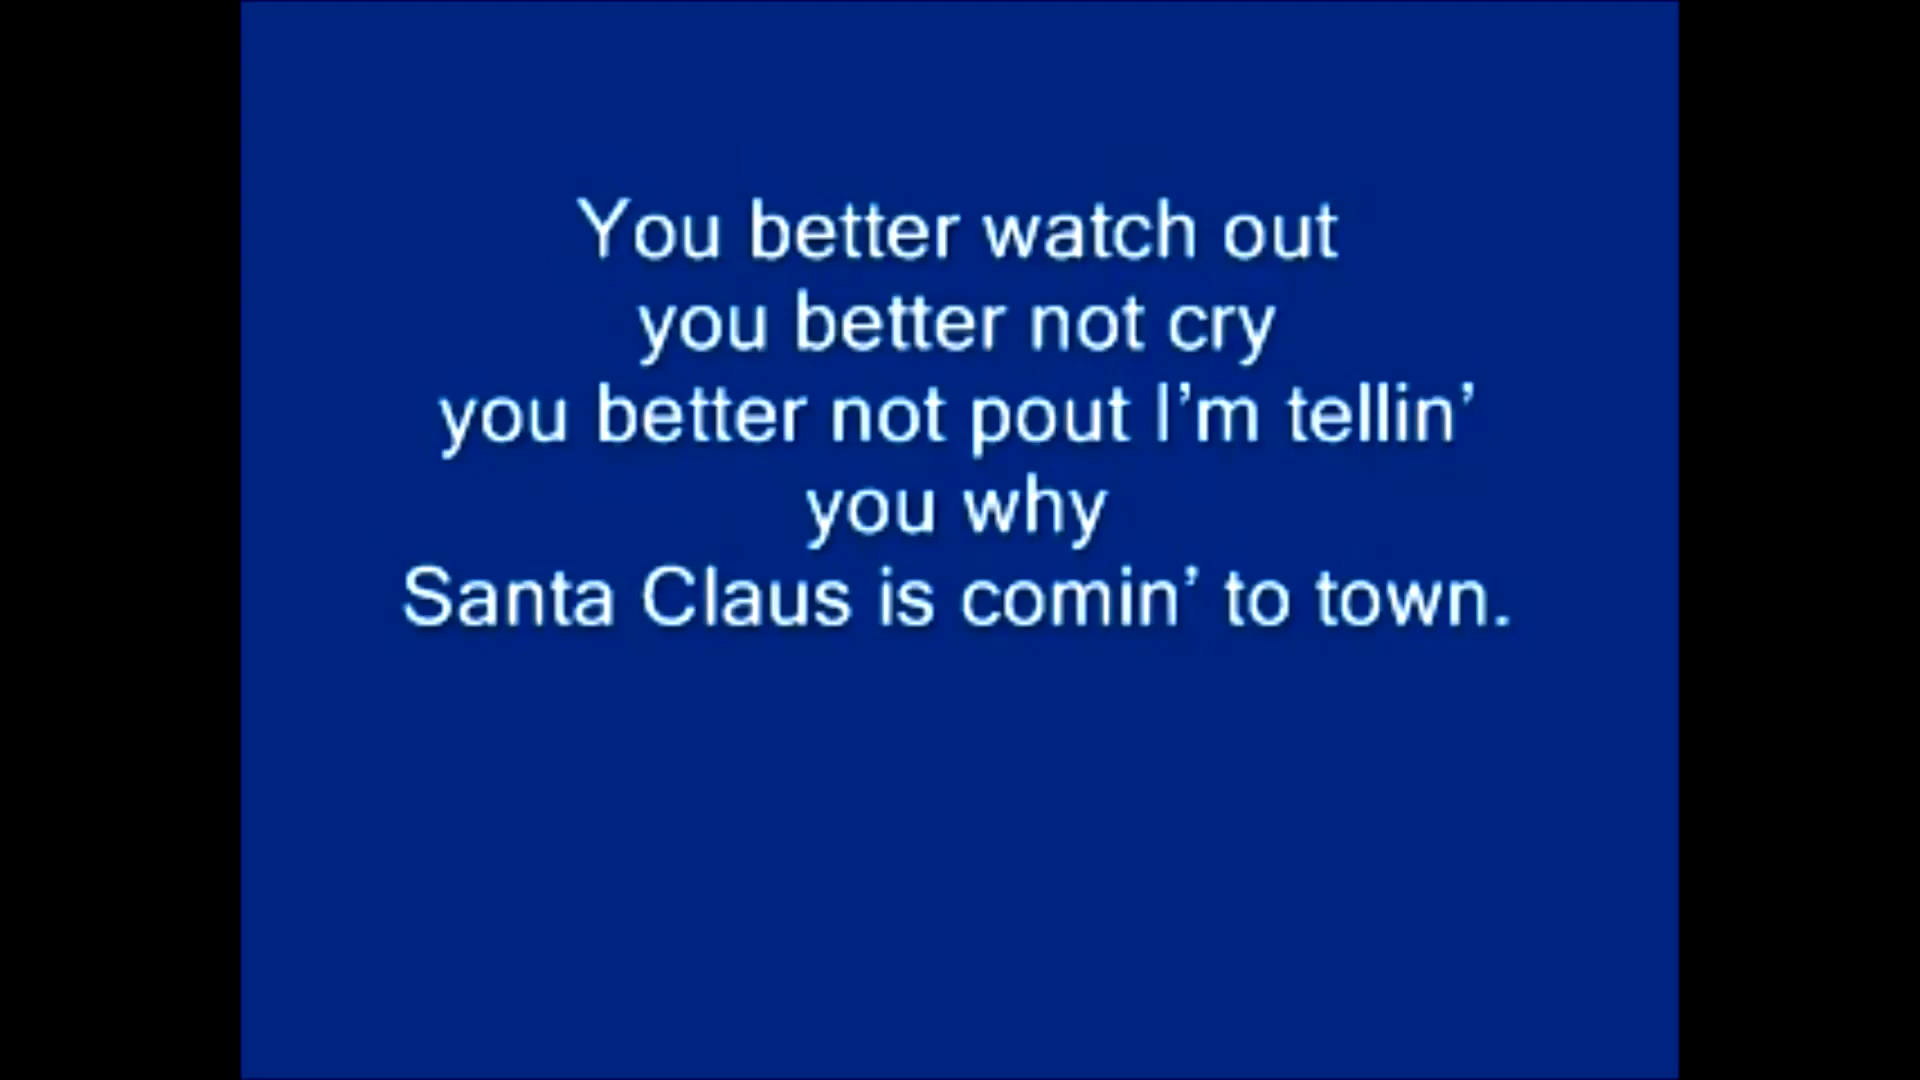 You better watch out
you better not cry
you better not pout I’m tellin’
you why
Santa Claus is comin’ to town.